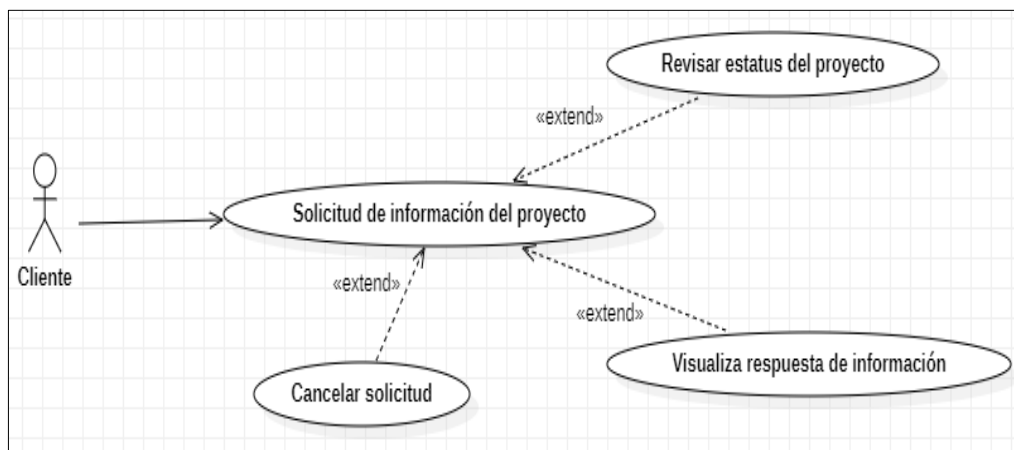 Revisar estatus del proyecto
«extend»
Solicitud de información del proyecto
Cliente
«extend»
«extend»
Visualiza respuesta de información
Cancelar solicitud